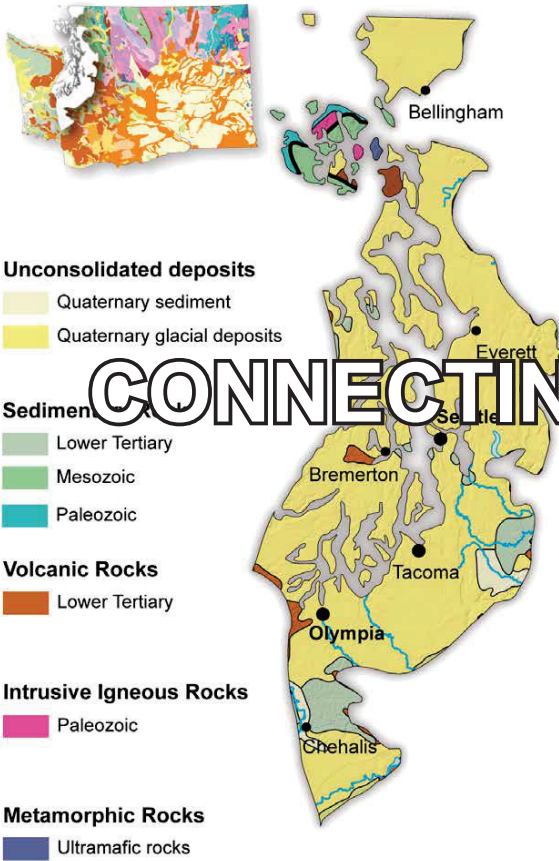 Bellingham
Unconsolidated deposits
Quaternary sediment
Quaternary glacial deposits
Everett
CONNECTIN
Seattle
Lower Tertiary
Mesozoic
Bremerton
Paleozoic
Tacoma
Volcanic Rocks
Lower Tertiary
Olympia
Intrusive Igneous Rocks
Paleozoic
Chehalis
Metamorphic Rocks
Ultramafic rocks